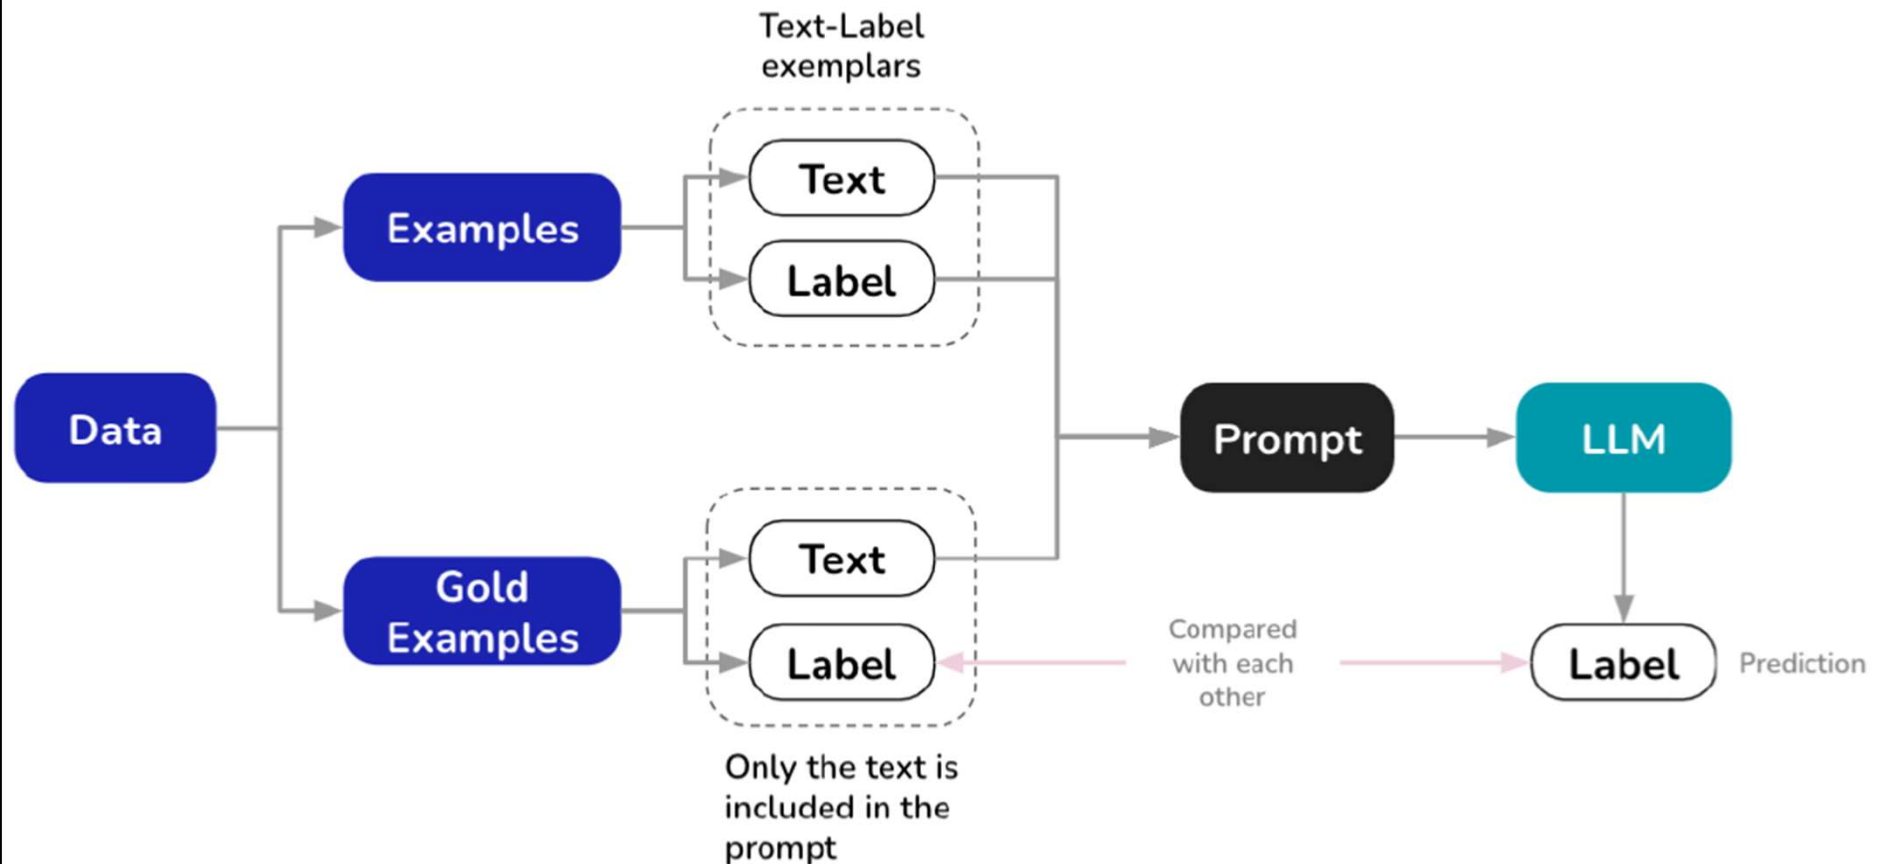 Text-Label
exemplars
Text
Examples
Label
Data
Prompt
LLM
Text
Gold
Examples
Label
Compared
with each
other
Label
Prediction
Only the text is
included in the
prompt